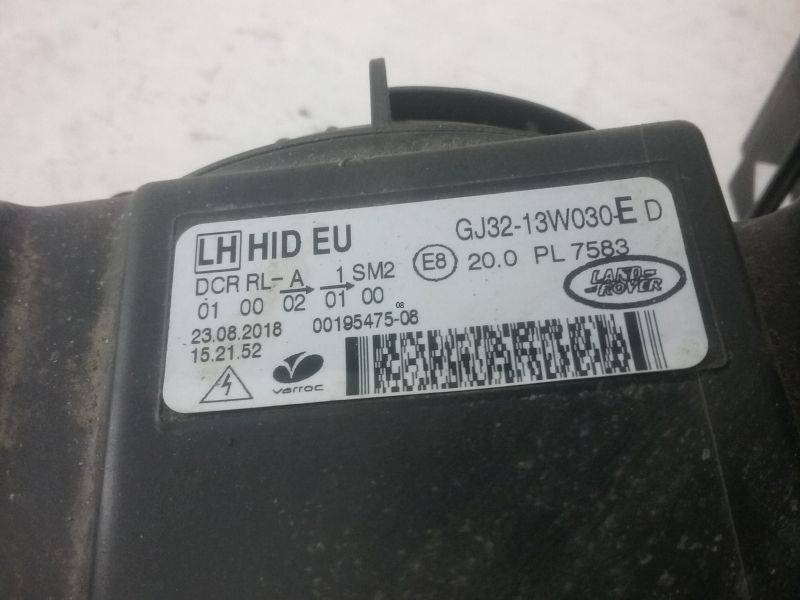 LH HID EU GJ32-13W030-E D
DCR RL-A 1 SM2 E8 20.0 PL 7583
01 00 02 01 00 LAND-
-ROVER
08
23.08.2018 00195475-08
15.21.52
varroc